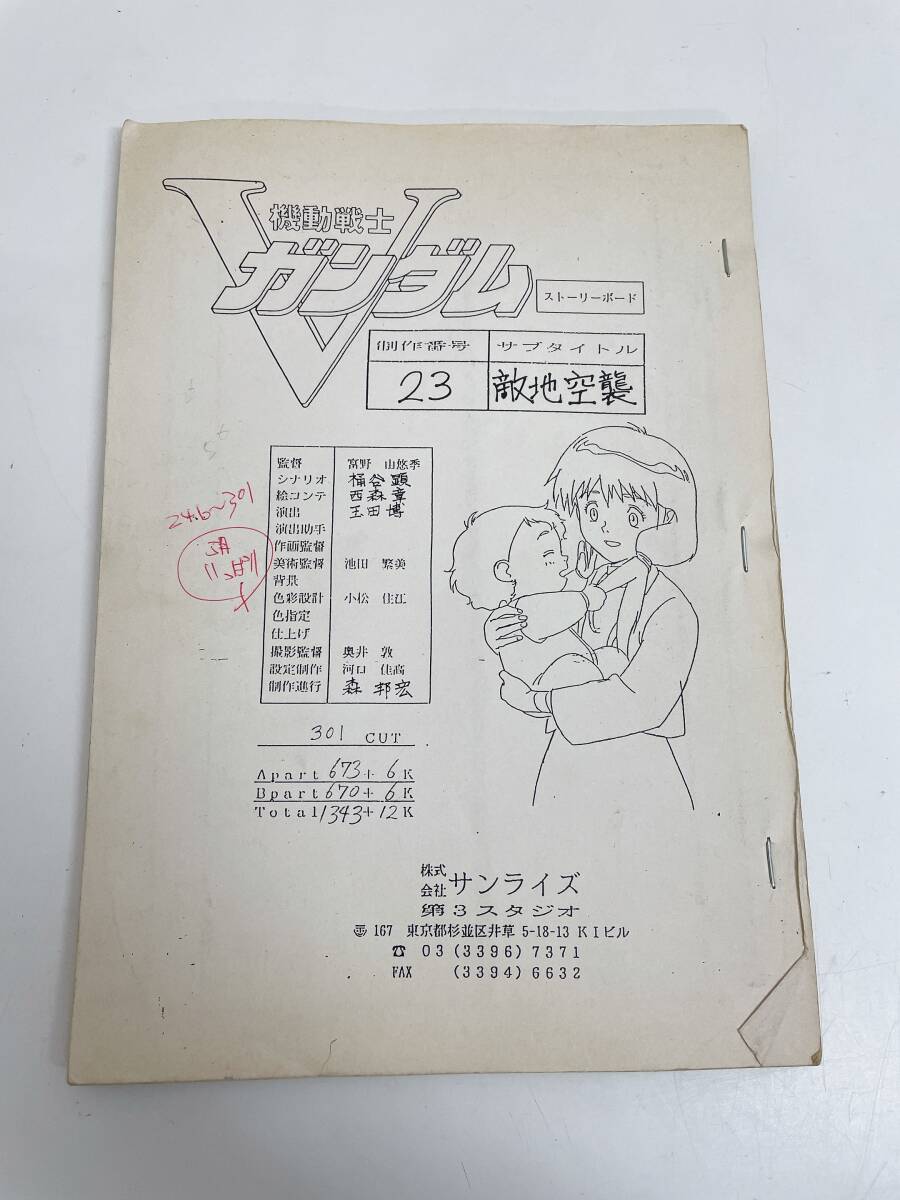 機動戦士
V
ガンダム
ストーリーボード
制作番号 サブタイトル
23 敵地空襲
監督 富野 由悠季
シナリオ 桶谷 顕
絵コンテ 西森 章
演出 玉田 博
演出助手
作画監督
美術監督 池田 繁美
背景
色彩設計 小松 佳江
色指定
仕上げ
撮影監督 奥井 敦
設定制作 河口 佳高
制作進行 森 邦宏
246〜301
301 CUT
Apart 673+6K
Bpart 670+6K
Total 1343+12K
株式会社 サンライズ
第3スタジオ
〒167 東京都杉並区井草 5-18-13 KIビル
☎ 03 (3396) 7371
FAX (3394) 6632